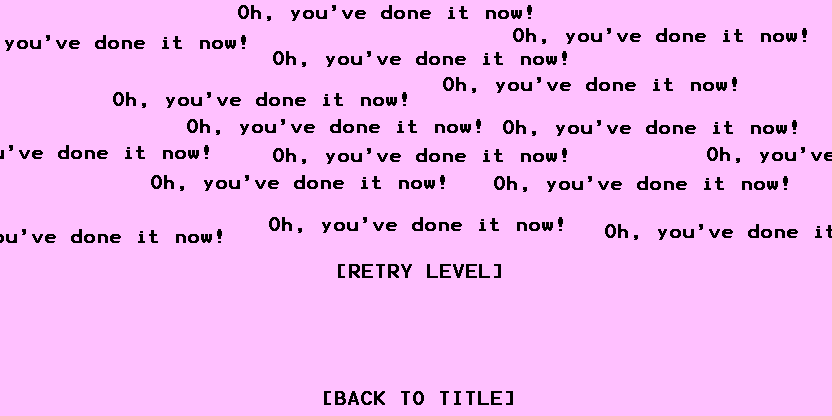 Oh, you've done it now!
Oh, you've done it now!
you've done it now!
Oh, you've done it now!
Oh, you've done it now!
Oh, you've done it now!
Oh, you've done it now!
Oh, you've done it now!
u've done it now!
Oh, you've done it now!
Oh, you've
Oh, you've done it now!
Oh, you've done it now!
Oh, you've done it now!
Oh, you've done it
ou've done it now!
[RETRY LEVEL]
[BACK TO TITLE]